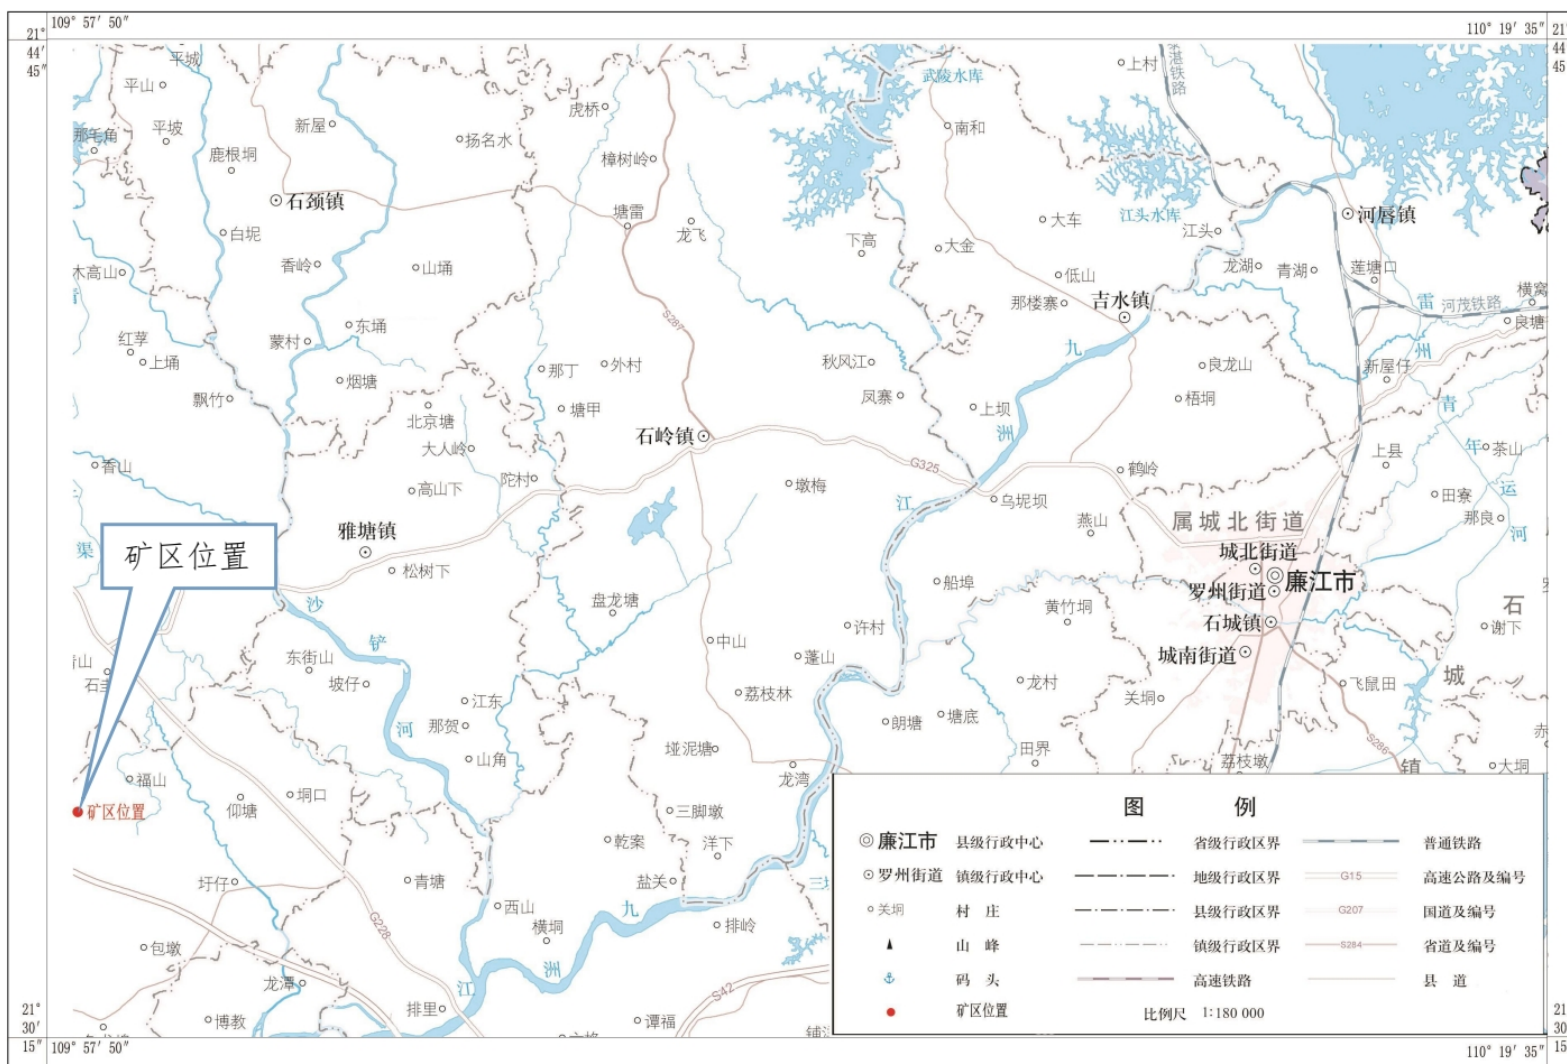 109° 57′ 50″
110° 19′ 35″
21°
44′
45″
21°
44′
45″
平城
平山
武陵水库
上村
虎桥
新屋
平坡
那毛角
扬名水
南和
鹿根垌
樟树岭
石颈镇
塘雷
龙飞
大车
江头水库
河唇镇
白坭
下高
大金
江头
木高山
香岭
山埇
低山
龙湖
青湖
莲塘口
那楼寨
吉水镇
雷
河茂铁路
横窝
S287
东埇
良塘
红草
蒙村
九
州
上埇
烟塘
那丁
外村
秋风江
良龙山
新屋仔
飘竹
北京塘
塘甲
凤寨
上坝
梧垌
青
石岭镇
洲
大人岭
年
茶山
香山
陀村
G325
鹤岭
上县
高山下
墩梅
江
乌坭坝
田寮
运
那良
雅塘镇
燕山
属城北街道
河
渠
矿区位置
城北街道
松树下
船埠
廉江市
沙
盘龙塘
黄竹垌
罗州街道
石
铲
许村
石城镇
谢下
中山
东街山
蓬山
城南街道
城
坡仔
荔枝林
龙村
关垌
飞鼠田
江东
那贺
河
朗塘
塘底
山角
垭泥塘
田界
S286
荔枝墩
镇
大垌
福山
龙湾
仰塘
垌口
矿区位置
三脚墩
乾案
洋下
圩仔
青塘
盐关
西山
九
排岭
G228
横垌
包墩
洲
龙潭
江
S42
排里
博教
谭福
图 例
廉江市 县级行政中心 省级行政区界 普通铁路
罗州街道 镇级行政中心 地级行政区界 G15 高速公路及编号
关垌 村 庄 县级行政区界 G207 国道及编号
山 峰 镇级行政区界 S284 省道及编号
码 头 高速铁路 县 道
矿区位置 比例尺 1:180 000
21°
30′
15″
21°
30′
15″
109° 57′ 50″
110° 19′ 35″